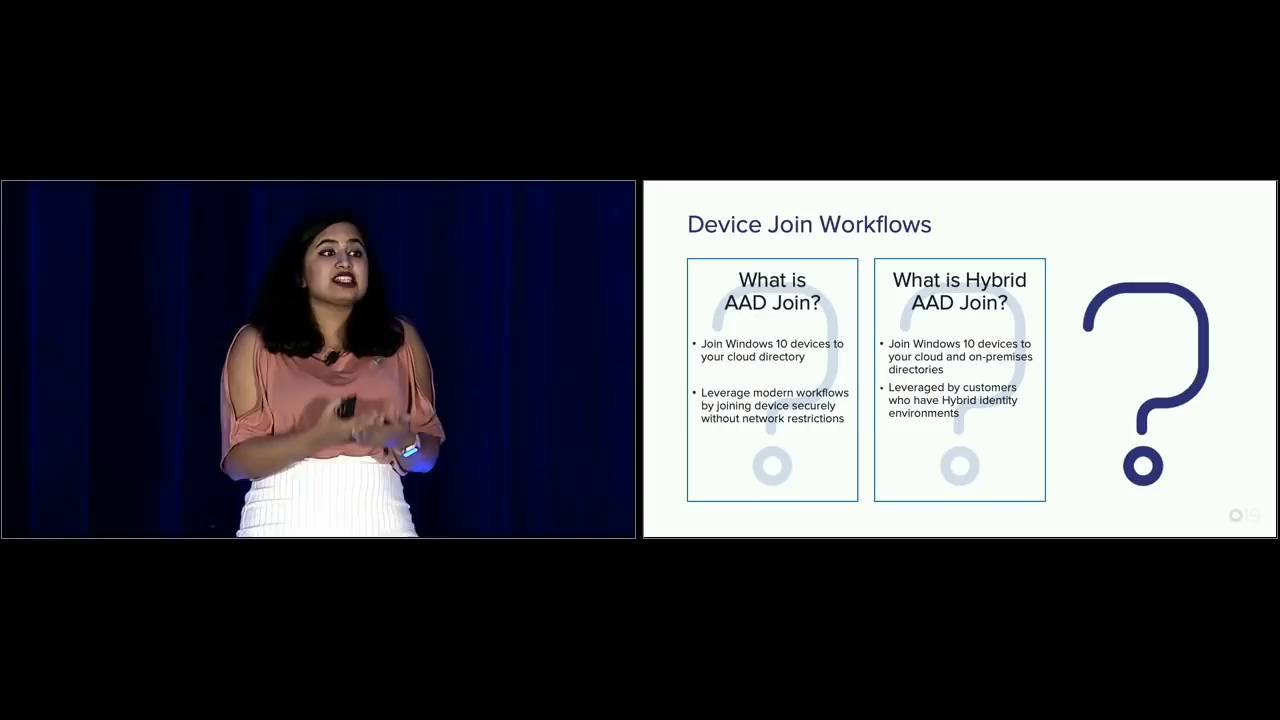 Device Join Workflows
What is
AAD Join?
• Join Windows 10 devices to
your cloud directory
• Leverage modern workflows
by joining device securely
without network restrictions
What is Hybrid
AAD Join?
• Join Windows 10 devices to
your cloud and on-premises
directories
• Leveraged by customers
who have Hybrid identity
environments
O19